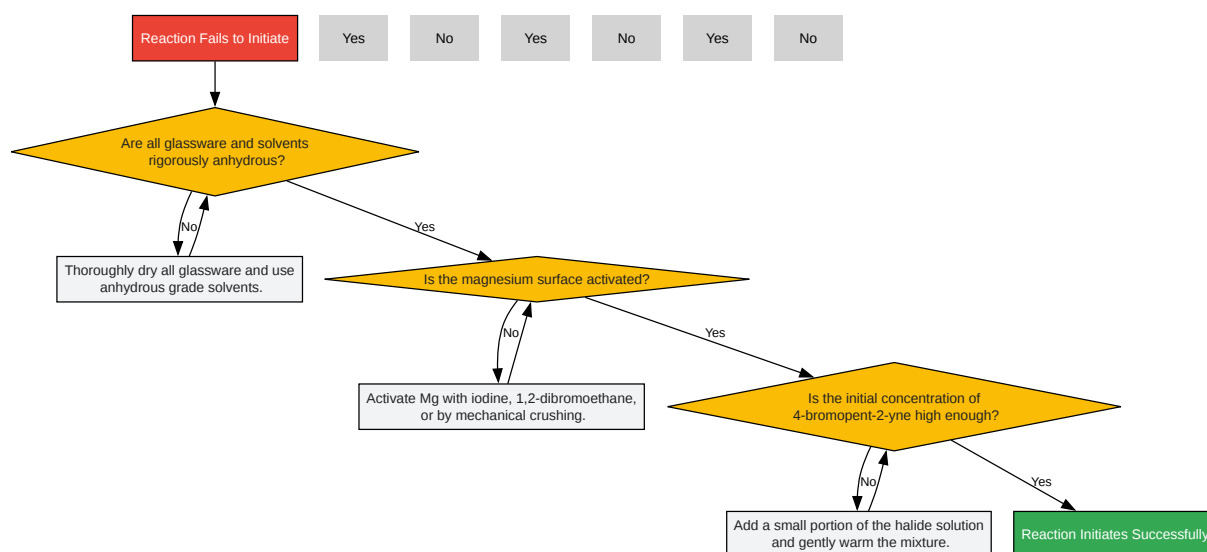 Reaction Fails to Initiate
Yes
No
Yes
No
Yes
No
Are all glassware and solvents
rigorously anhydrous?
No
Yes
Thoroughly dry all glassware and use
anhydrous grade solvents.
Is the magnesium surface activated?
No
Yes
Activate Mg with iodine, 1,2-dibromoethane,
or by mechanical crushing.
Is the initial concentration of
4-bromopent-2-yne high enough?
No
Yes
Add a small portion of the halide solution
and gently warm the mixture.
Reaction Initiates Successfully